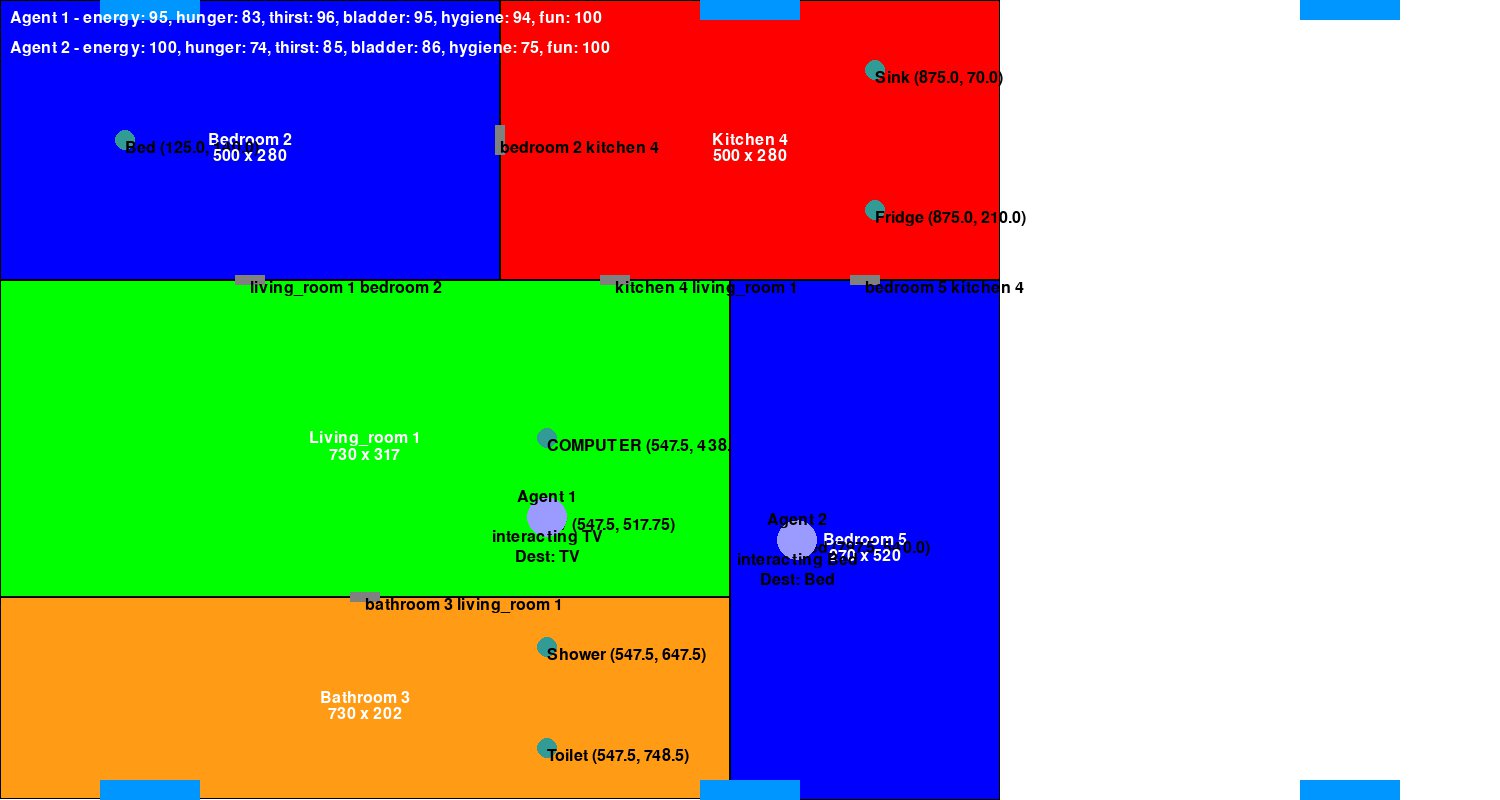 Agent 1 - energy: 95, hunger: 83, thirst: 96, bladder: 95, hygiene: 94, fun: 100
Agent 2 - energy: 100, hunger: 74, thirst: 85, bladder: 86, hygiene: 75, fun: 100
Sink (875.0, 70.0)
Bedroom 2
500 x 280
Bed (125.0,
bedroom 2 kitchen 4
Kitchen 4
500 x 280
Fridge (875.0, 210.0)
living_room 1 bedroom 2
kitchen 4 living_room 1
bedroom 5 kitchen 4
Living_room 1
730 x 317
COMPUTER (547.5, 438.
Agent 1
(547.5, 517.75)
interacting TV
Dest: TV
Agent 2
Bedroom 5
270 x 520
interacting Bed
Dest: Bed
bathroom 3 living_room 1
Shower (547.5, 647.5)
Bathroom 3
730 x 202
Toilet (547.5, 748.5)